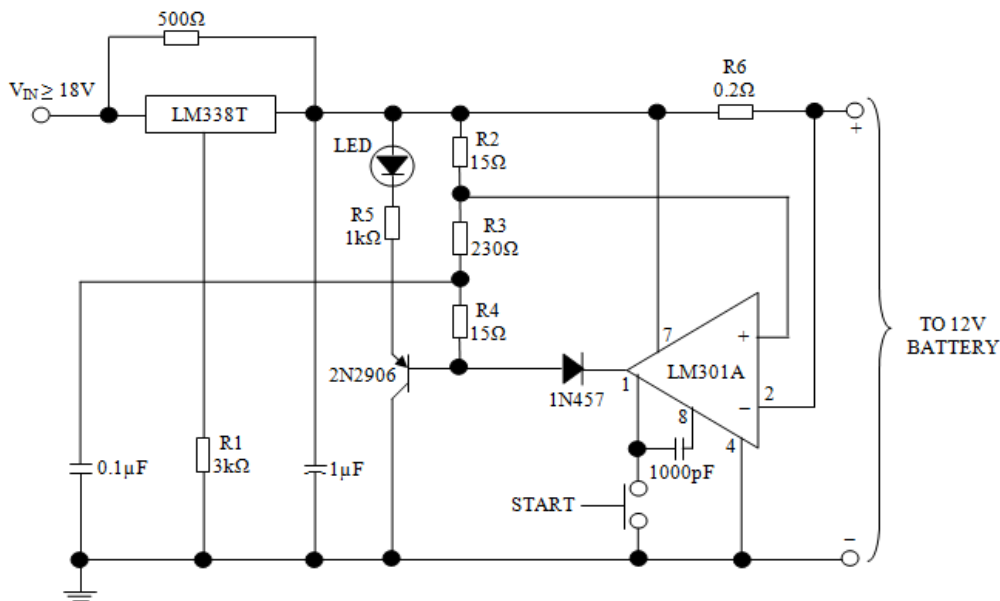 500Ω
V_IN ≥ 18V
LM338T
R6
0.2Ω
+
LED
R2
15Ω
R5
1kΩ
R3
230Ω
R4
15Ω
7
+
TO 12V
BATTERY
2N2906
1N457
1
LM301A
2
−
8
4
R1
3kΩ
0.1µF
1µF
1000pF
START
−